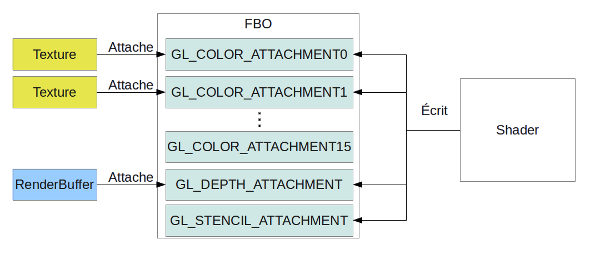 FBO
Texture
Attache
GL_COLOR_ATTACHMENT0
Texture
Attache
GL_COLOR_ATTACHMENT1
Écrit
Shader
GL_COLOR_ATTACHMENT15
RenderBuffer
Attache
GL_DEPTH_ATTACHMENT
GL_STENCIL_ATTACHMENT